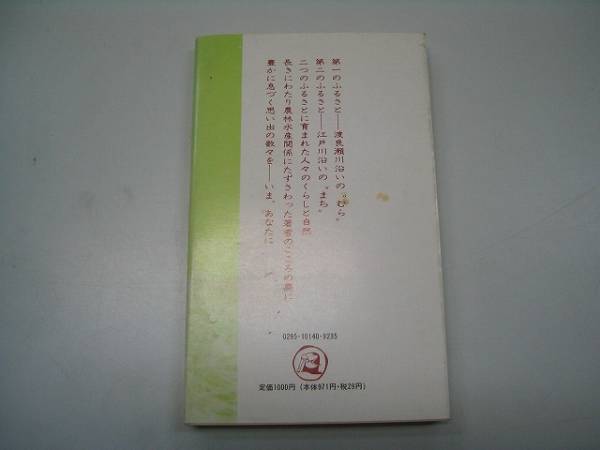 第一のふるさと――渡良瀬川沿いの〝むら〟
第二のふるさと――江戸川沿いの〝まち〟
二つのふるさとに育まれた人々のくらしと自然
長きにわたり農林水産関係にたずさわった著者のこころの奥に
豊かに息づく思い出の数々を――いま、あなたに
0295-10140-9235
定価1000円（本体971円・税29円）